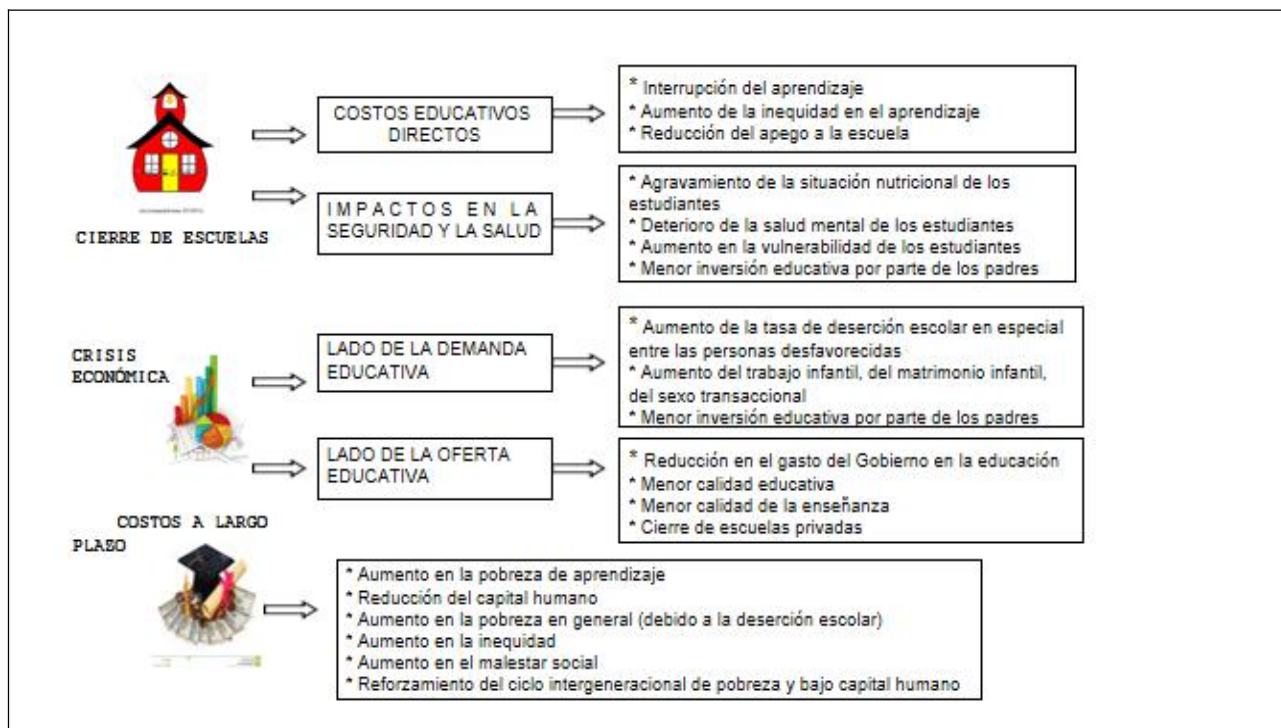 COSTOS EDUCATIVOS
DIRECTOS
* Interrupción del aprendizaje
* Aumento de la inequidad en el aprendizaje
* Reducción del apego a la escuela
CIERRE DE ESCUELAS
IMPACTOS EN LA
SEGURIDAD Y LA SALUD
* Agravamiento de la situación nutricional de los
estudiantes
* Deterioro de la salud mental de los estudiantes
* Aumento en la vulnerabilidad de los estudiantes
* Menor inversión educativa por parte de los padres
CRISIS
ECONÓMICA
LADO DE LA DEMANDA
EDUCATIVA
* Aumento de la tasa de deserción escolar en especial
entre las personas desfavorecidas
* Aumento del trabajo infantil, del matrimonio infantil,
del sexo transaccional
* Menor inversión educativa por parte de los padres
LADO DE LA OFERTA
EDUCATIVA
* Reducción en el gasto del Gobierno en la educación
* Menor calidad educativa
* Menor calidad de la enseñanza
* Cierre de escuelas privadas
COSTOS A LARGO
PLAZO
* Aumento en la pobreza de aprendizaje
* Reducción del capital humano
* Aumento en la pobreza en general (debido a la deserción escolar)
* Aumento en la inequidad
* Aumento en el malestar social
* Reforzamiento del ciclo intergeneracional de pobreza y bajo capital humano